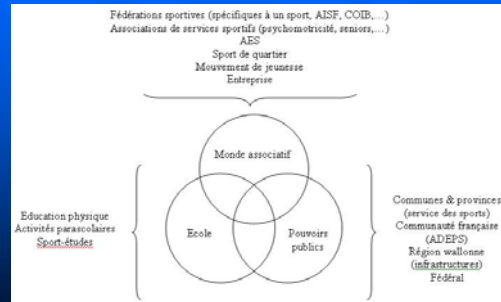 Fédérations sportives (spécifiques à un sport, AISF, COIB,...)
Associations de services sportifs (psychomotricité, seniors,...)
AES
Sport de quartier
Mouvement de jeunesse
Entreprise
Monde associatif
Education physique
Activités parascolaires
Sport-études
Ecole
Pouvoirs
publics
Communes & provinces
(service des sports)
Communauté française
(ADEPS)
Région wallonne
(infrastructures)
Fédéral